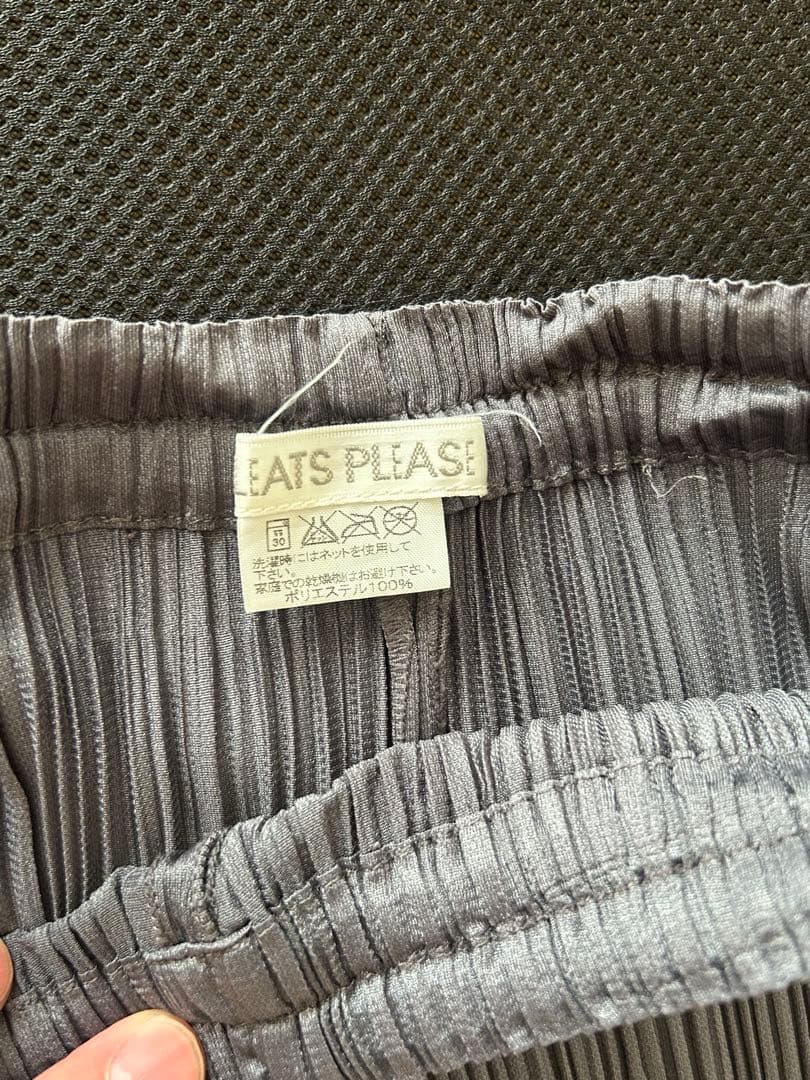 EATS PLEASE
30
洗濯時にはネットを使用して
下さい。
家庭での乾燥機はお避け下さい。
ポリエステル100%